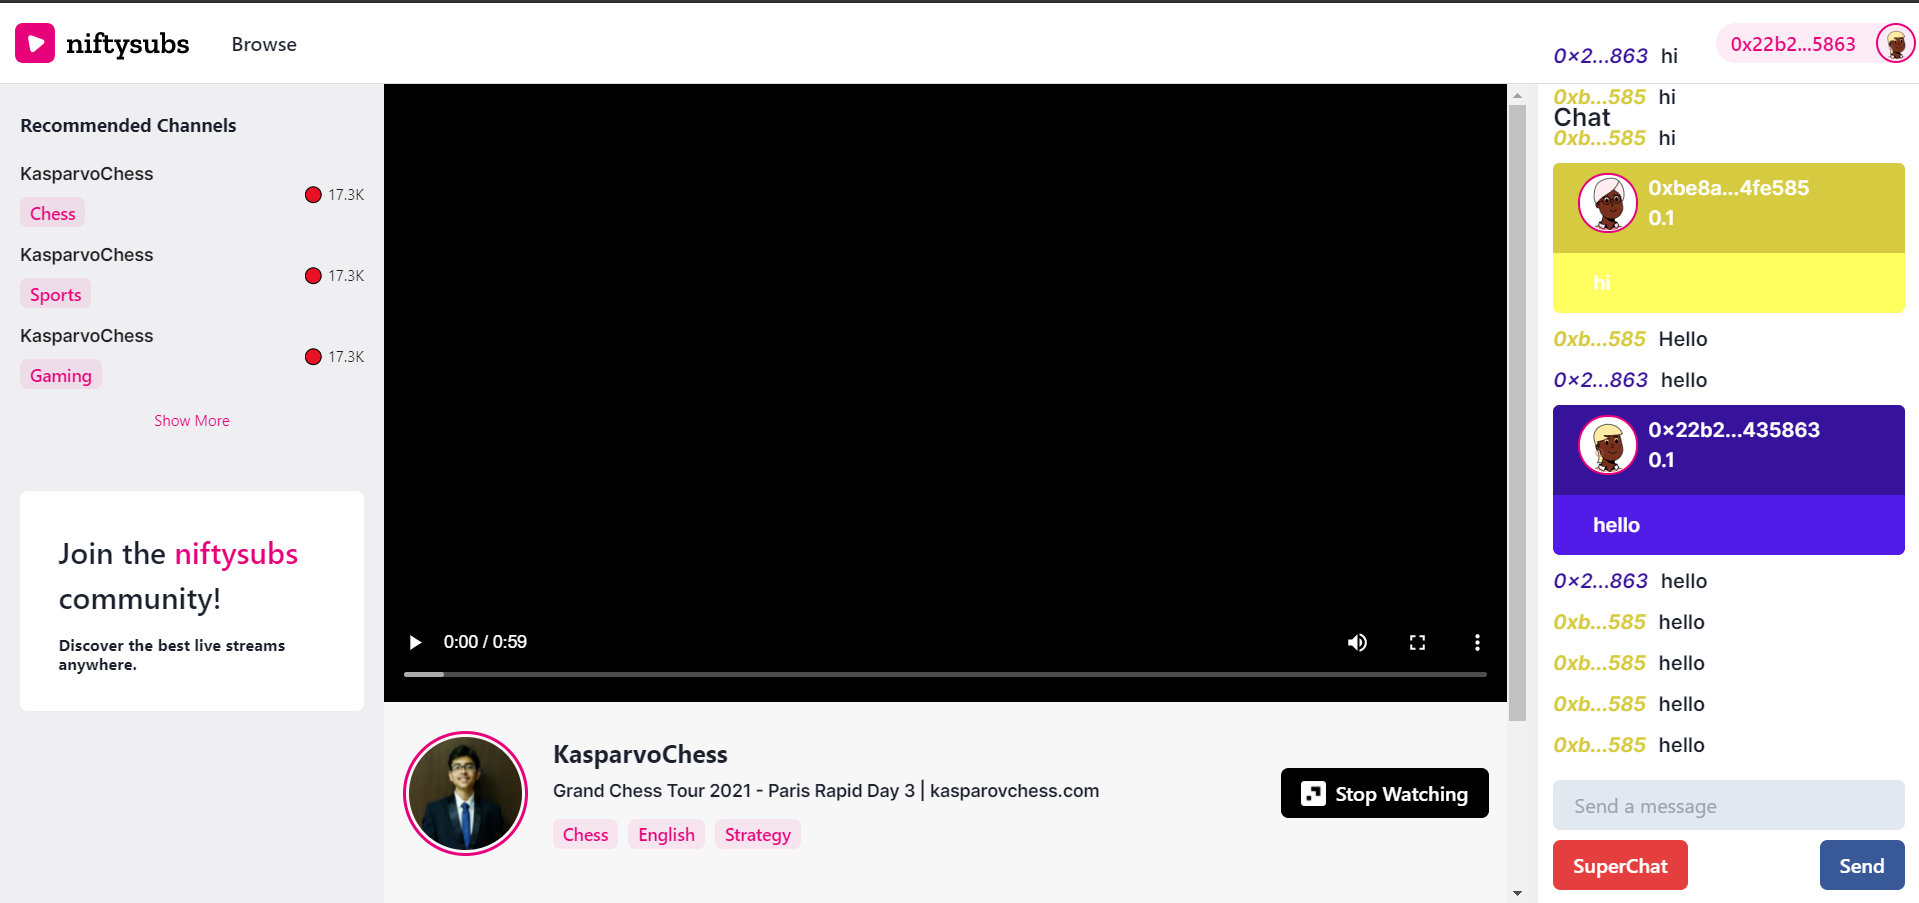 niftysubs
Browse
0x22b2...5863
Recommended Channels
KasparvoChess
Chess
17.3K
KasparvoChess
Sports
17.3K
KasparvoChess
Gaming
17.3K
Show More
Join the niftysubs
community!
Discover the best live streams
anywhere.
0:00 / 0:59
KasparvoChess
Grand Chess Tour 2021 - Paris Rapid Day 3 | kasparovchess.com
Chess English Strategy
Stop Watching
0x2...863 hi
0xb...585 hi
Chat
0xb...585 hi
0xbe8a...4fe585
0.1
hi
0xb...585 Hello
0x2...863 hello
0x22b2...435863
0.1
hello
0x2...863 hello
0xb...585 hello
0xb...585 hello
0xb...585 hello
0xb...585 hello
Send a message
SuperChat
Send